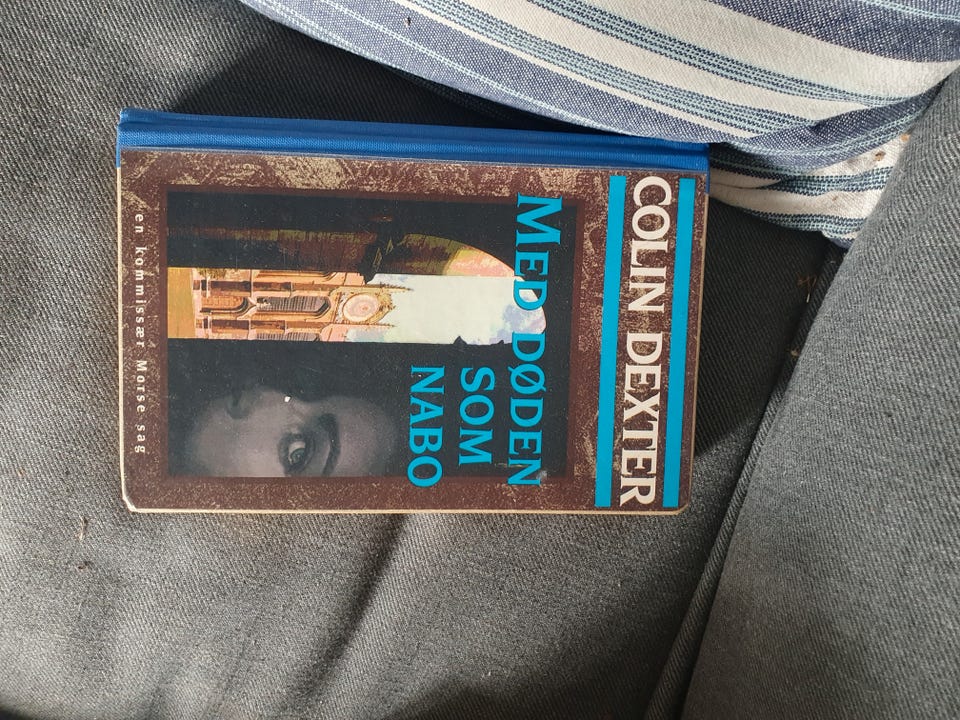 COLIN DEXTER
MED DØDEN
SOM
NABO
en kommissær Morse sag